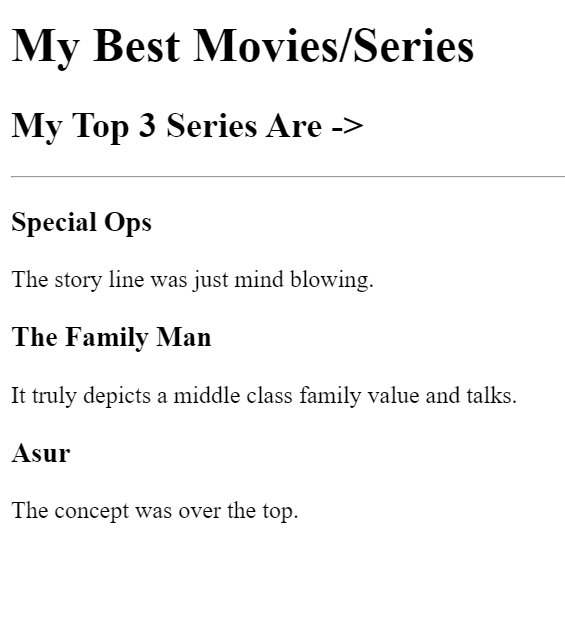 My Best Movies/Series
My Top 3 Series Are ->
Special Ops
The story line was just mind blowing.
The Family Man
It truly depicts a middle class family value and talks.
Asur
The concept was over the top.